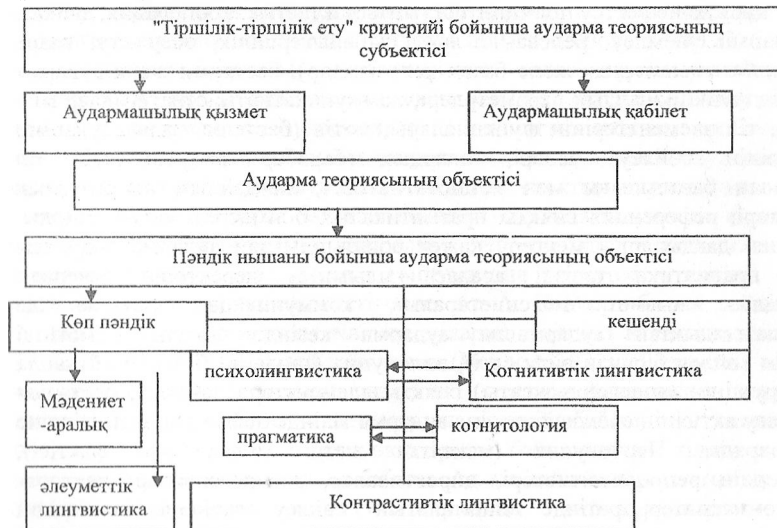 "Тіршілік-тіршілік ету" критерийі бойынша аударма теориясының
субъектісі
Аудармашылық қызмет
Аудармашылық қабілет
Аударма теориясының объектісі
Пәндік нышаны бойынша аударма теориясының объектісі
Көп пәндік
кешенді
психолингвистика
Когнитивтік лингвистика
Мәдениет
-аралық
прагматика
когнитология
әлеуметтік
лингвистика
Контрастивтік лингвистика